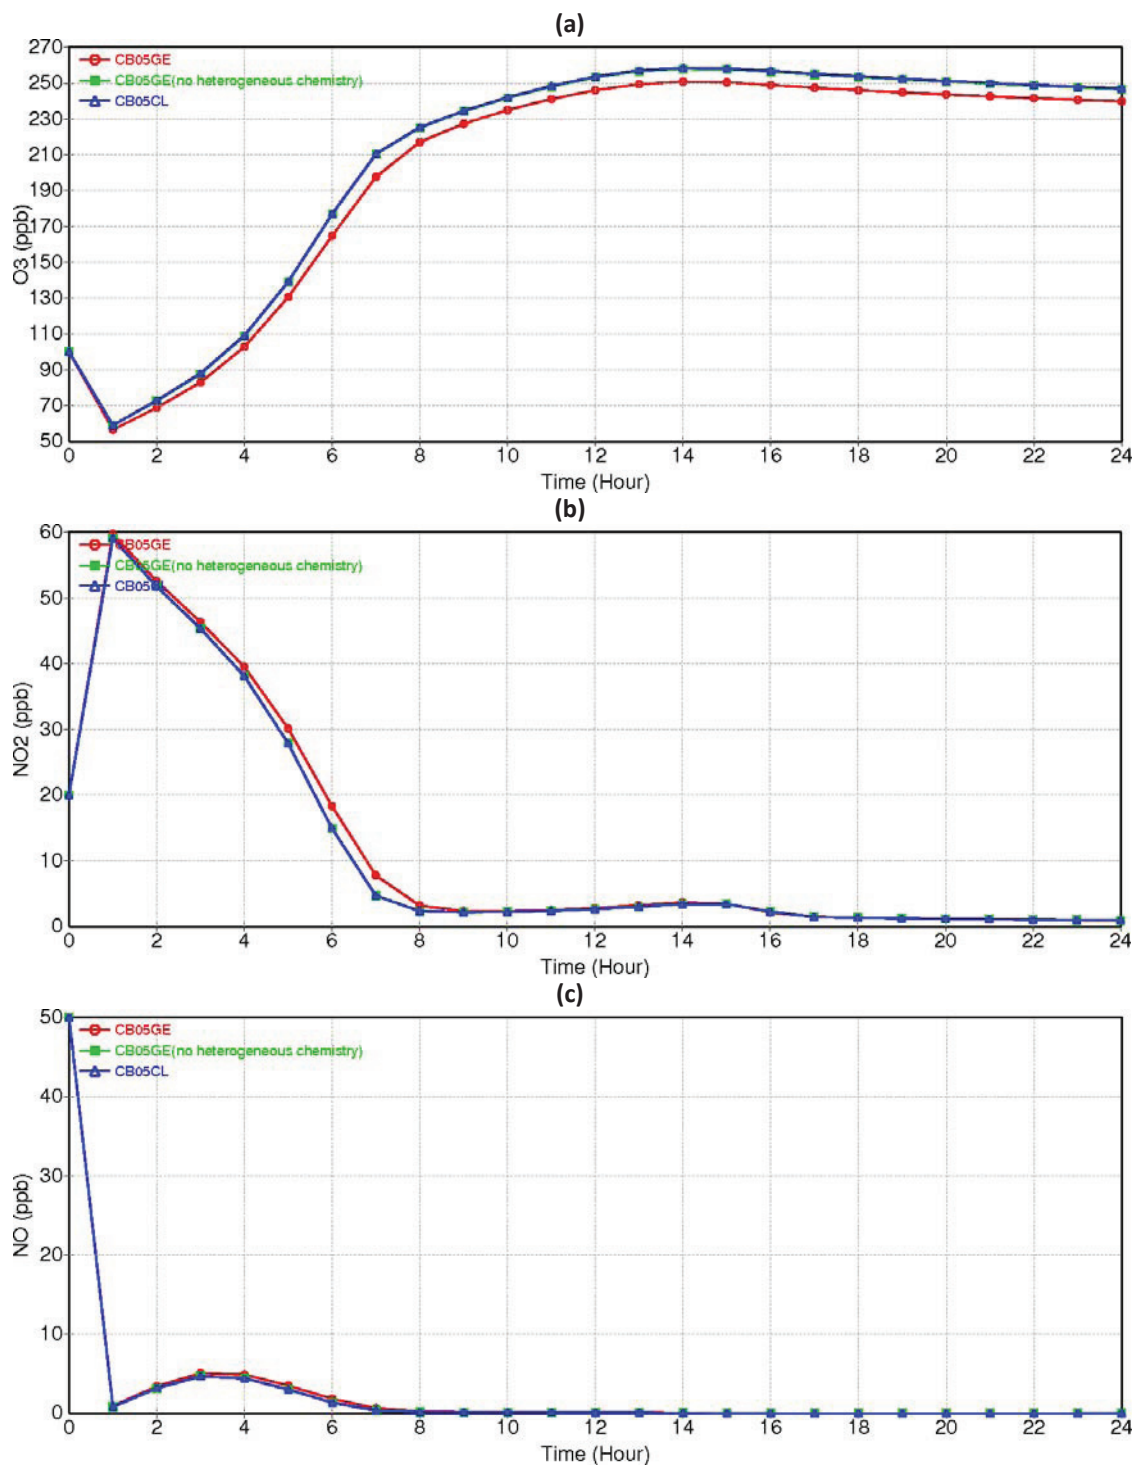 (a)
270
250
230
210
190
170
150
130
110
90
70
50
O3 (ppb)
CB05GE
CB05GE(no heterogeneous chemistry)
CB05CL
0 2 4 6 8 10 12 14 16 18 20 22 24
Time (Hour)
(b)
60
50
40
30
20
10
0
NO2 (ppb)
CB05GE
CB05GE(no heterogeneous chemistry)
0 2 4 6 8 10 12 14 16 18 20 22 24
Time (Hour)
(c)
50
40
30
20
10
0
NO (ppb)
CB05GE
CB05GE(no heterogeneous chemistry)
CB05CL
0 2 4 6 8 10 12 14 16 18 20 22 24
Time (Hour)